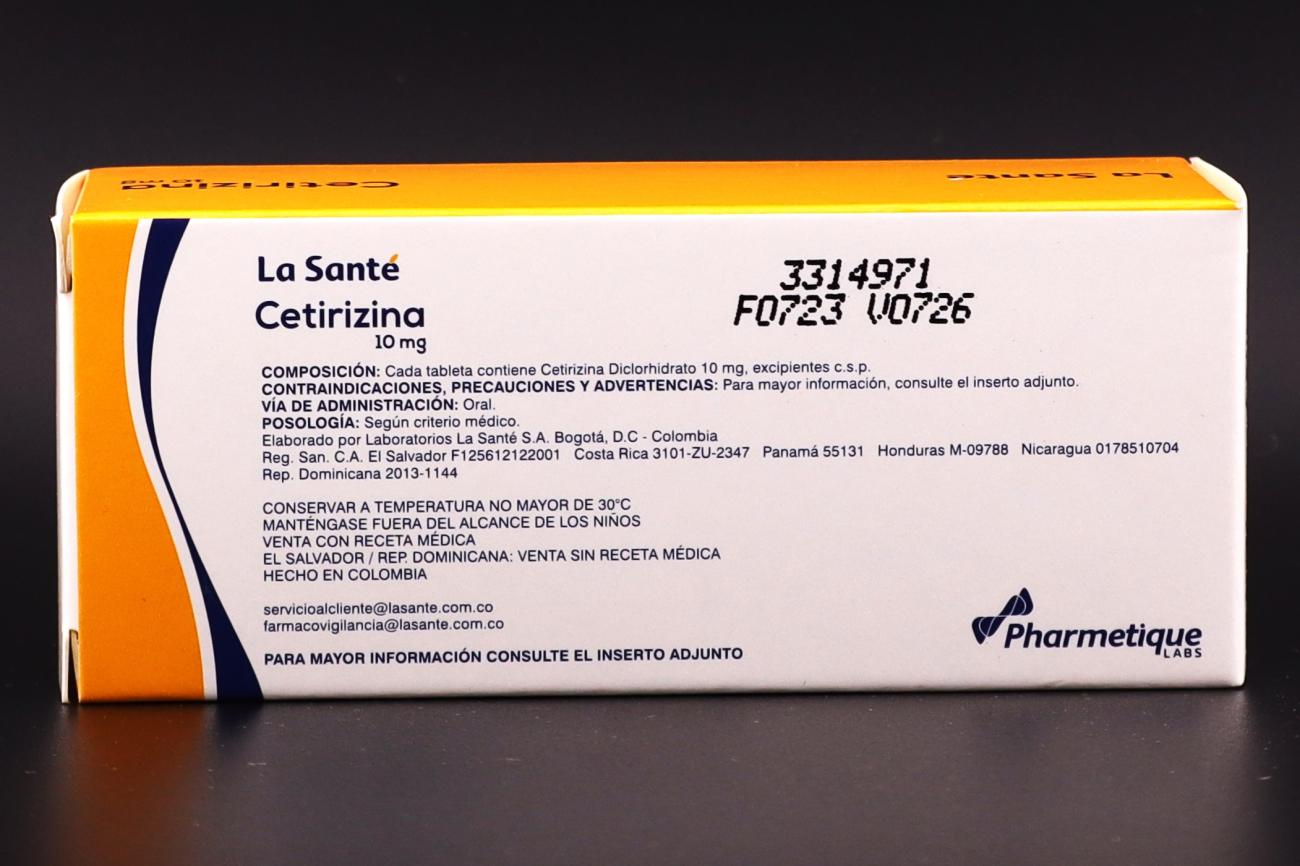 Cetirizina
10 mg
La Santé
La Santé
Cetirizina
10 mg
3314971
F0723 V0726
COMPOSICIÓN: Cada tableta contiene Cetirizina Diclorhidrato 10 mg, excipientes c.s.p.
CONTRAINDICACIONES, PRECAUCIONES Y ADVERTENCIAS: Para mayor información, consulte el inserto adjunto.
VÍA DE ADMINISTRACIÓN: Oral.
POSOLOGÍA: Según criterio médico.
Elaborado por Laboratorios La Santé S.A. Bogotá, D.C - Colombia
Reg. San. C.A. El Salvador F125612122001 Costa Rica 3101-ZU-2347 Panamá 55131 Honduras M-09788 Nicaragua 0178510704
Rep. Dominicana 2013-1144
CONSERVAR A TEMPERATURA NO MAYOR DE 30°C
MANTÉNGASE FUERA DEL ALCANCE DE LOS NIÑOS
VENTA CON RECETA MÉDICA
EL SALVADOR / REP. DOMINICANA: VENTA SIN RECETA MÉDICA
HECHO EN COLOMBIA
servicioalcliente@lasante.com.co
farmacovigilancia@lasante.com.co
PARA MAYOR INFORMACIÓN CONSULTE EL INSERTO ADJUNTO
Pharmetique
LABS